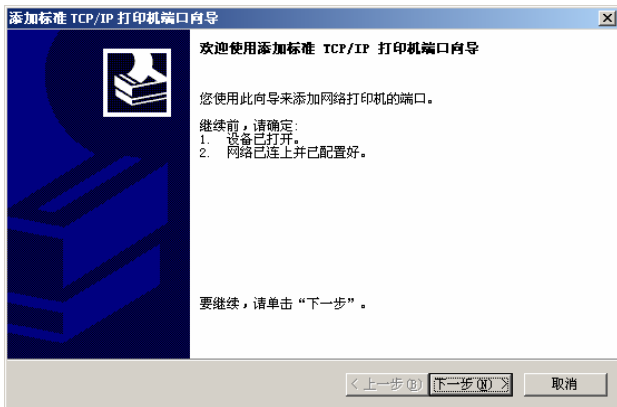 添加标准 TCP/IP 打印机端口向导
欢迎使用添加标准 TCP/IP 打印机端口向导
您使用此向导来添加网络打印机的端口。
继续前，请确定:
1. 设备已打开。
2. 网络已连上并已配置好。
要继续，请单击“下一步”。
< 上一步(B)
下一步(N) >
取消